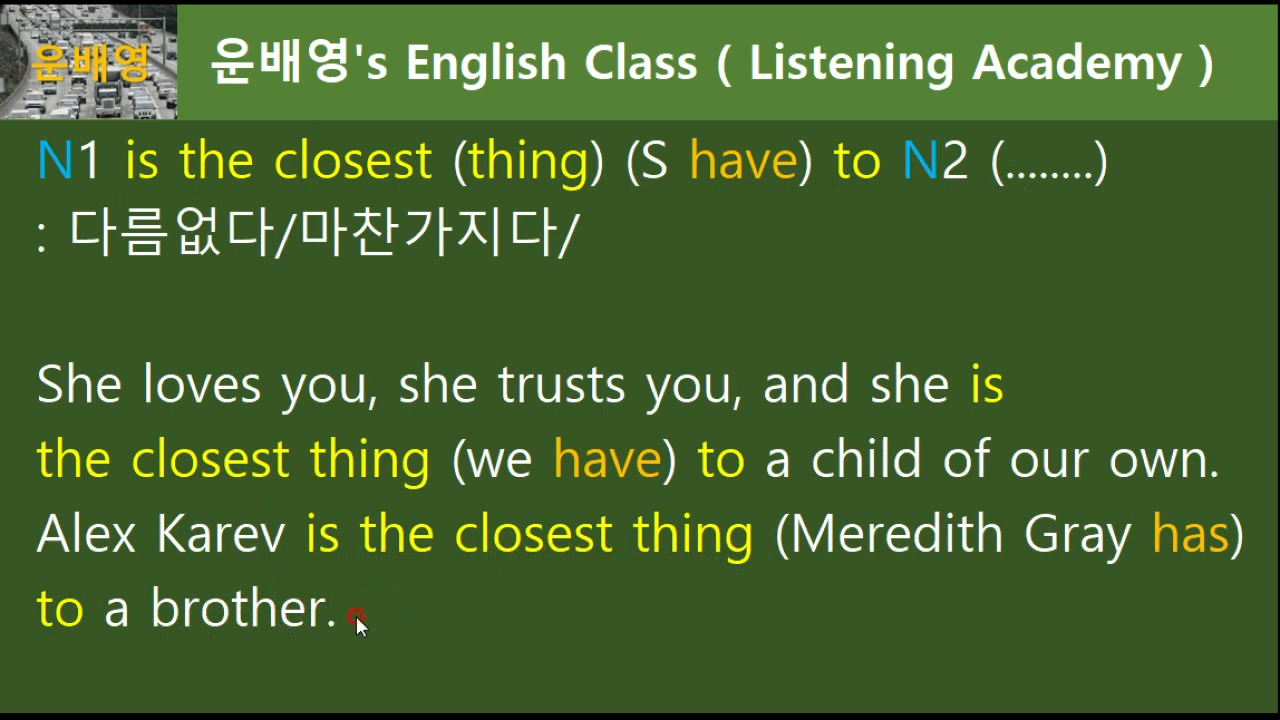 운배영
운배영's English Class ( Listening Academy )
N1 is the closest (thing) (S have) to N2 (........)
: 다름없다/마찬가지다/
She loves you, she trusts you, and she is
the closest thing (we have) to a child of our own.
Alex Karev is the closest thing (Meredith Gray has)
to a brother.